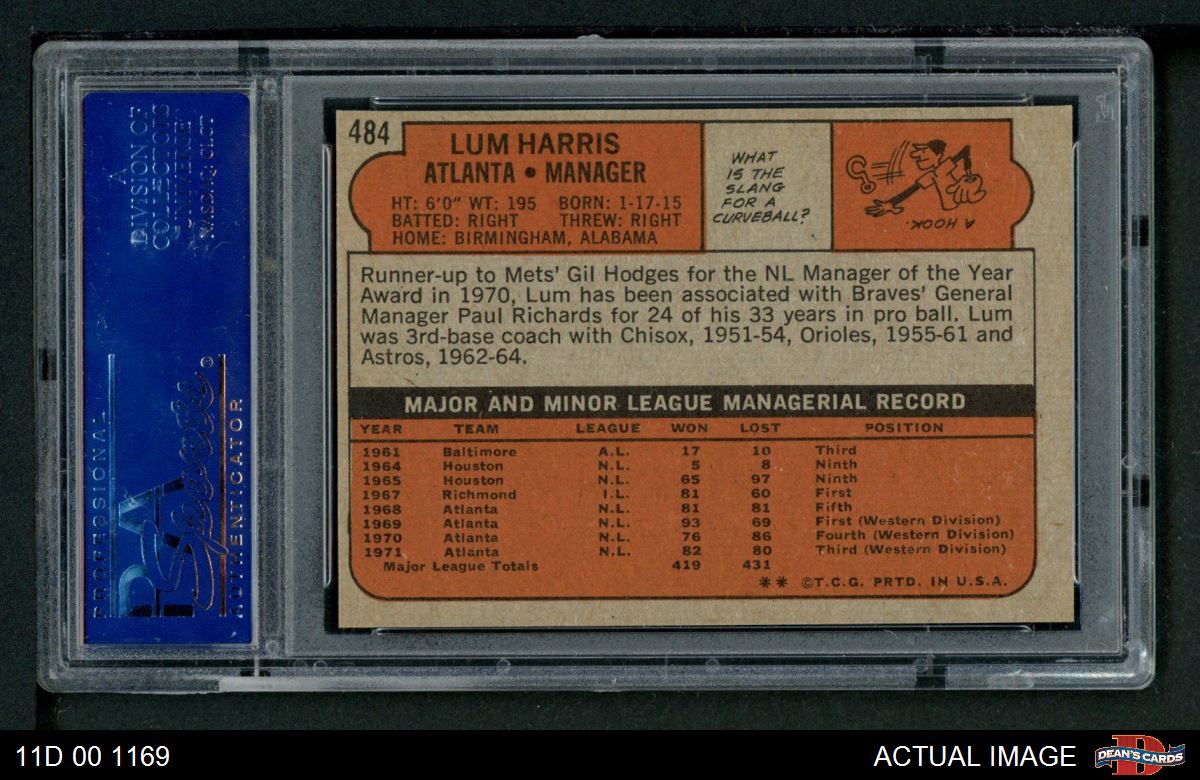 A
DIVISION OF
COLLECTORS
UNIVERSE
NASDAQ: CLCT
PROFESSIONAL
PSA
Sports ®
AUTHENTICATOR
484
LUM HARRIS
ATLANTA • MANAGER
HT: 6'0" WT: 195 BORN: 1-17-15
BATTED: RIGHT THREW: RIGHT
HOME: BIRMINGHAM, ALABAMA
WHAT
IS THE
SLANG
FOR A
CURVEBALL?
A HOOK.
Runner-up to Mets' Gil Hodges for the NL Manager of the Year
Award in 1970, Lum has been associated with Braves' General
Manager Paul Richards for 24 of his 33 years in pro ball. Lum
was 3rd-base coach with Chisox, 1951-54, Orioles, 1955-61 and
Astros, 1962-64.
MAJOR AND MINOR LEAGUE MANAGERIAL RECORD
YEAR TEAM LEAGUE WON LOST POSITION
1961 Baltimore A.L. 17 10 Third
1964 Houston N.L. 5 8 Ninth
1965 Houston N.L. 65 97 Ninth
1967 Richmond I.L. 81 60 First
1968 Atlanta N.L. 81 81 Fifth
1969 Atlanta N.L. 93 69 First (Western Division)
1970 Atlanta N.L. 76 86 Fourth (Western Division)
1971 Atlanta N.L. 82 80 Third (Western Division)
Major League Totals 419 431
** ©T.C.G. PRTD. IN U.S.A.
11D 00 1169
ACTUAL IMAGE
DEAN'S CARDS